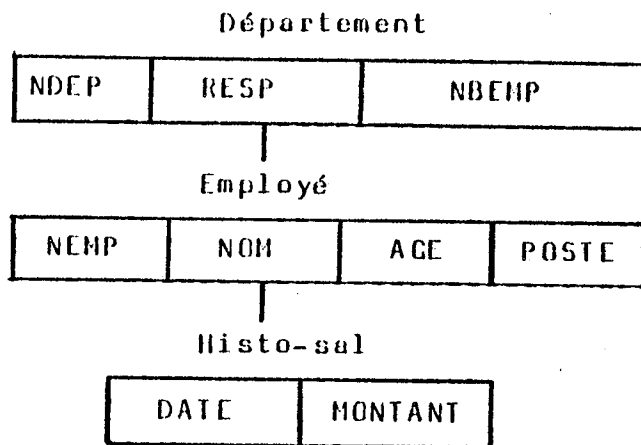 Département
NDEP RESP NBEMP
Employé
NEMP NOM AGE POSTE
Histo-sal
DATE MONTANT